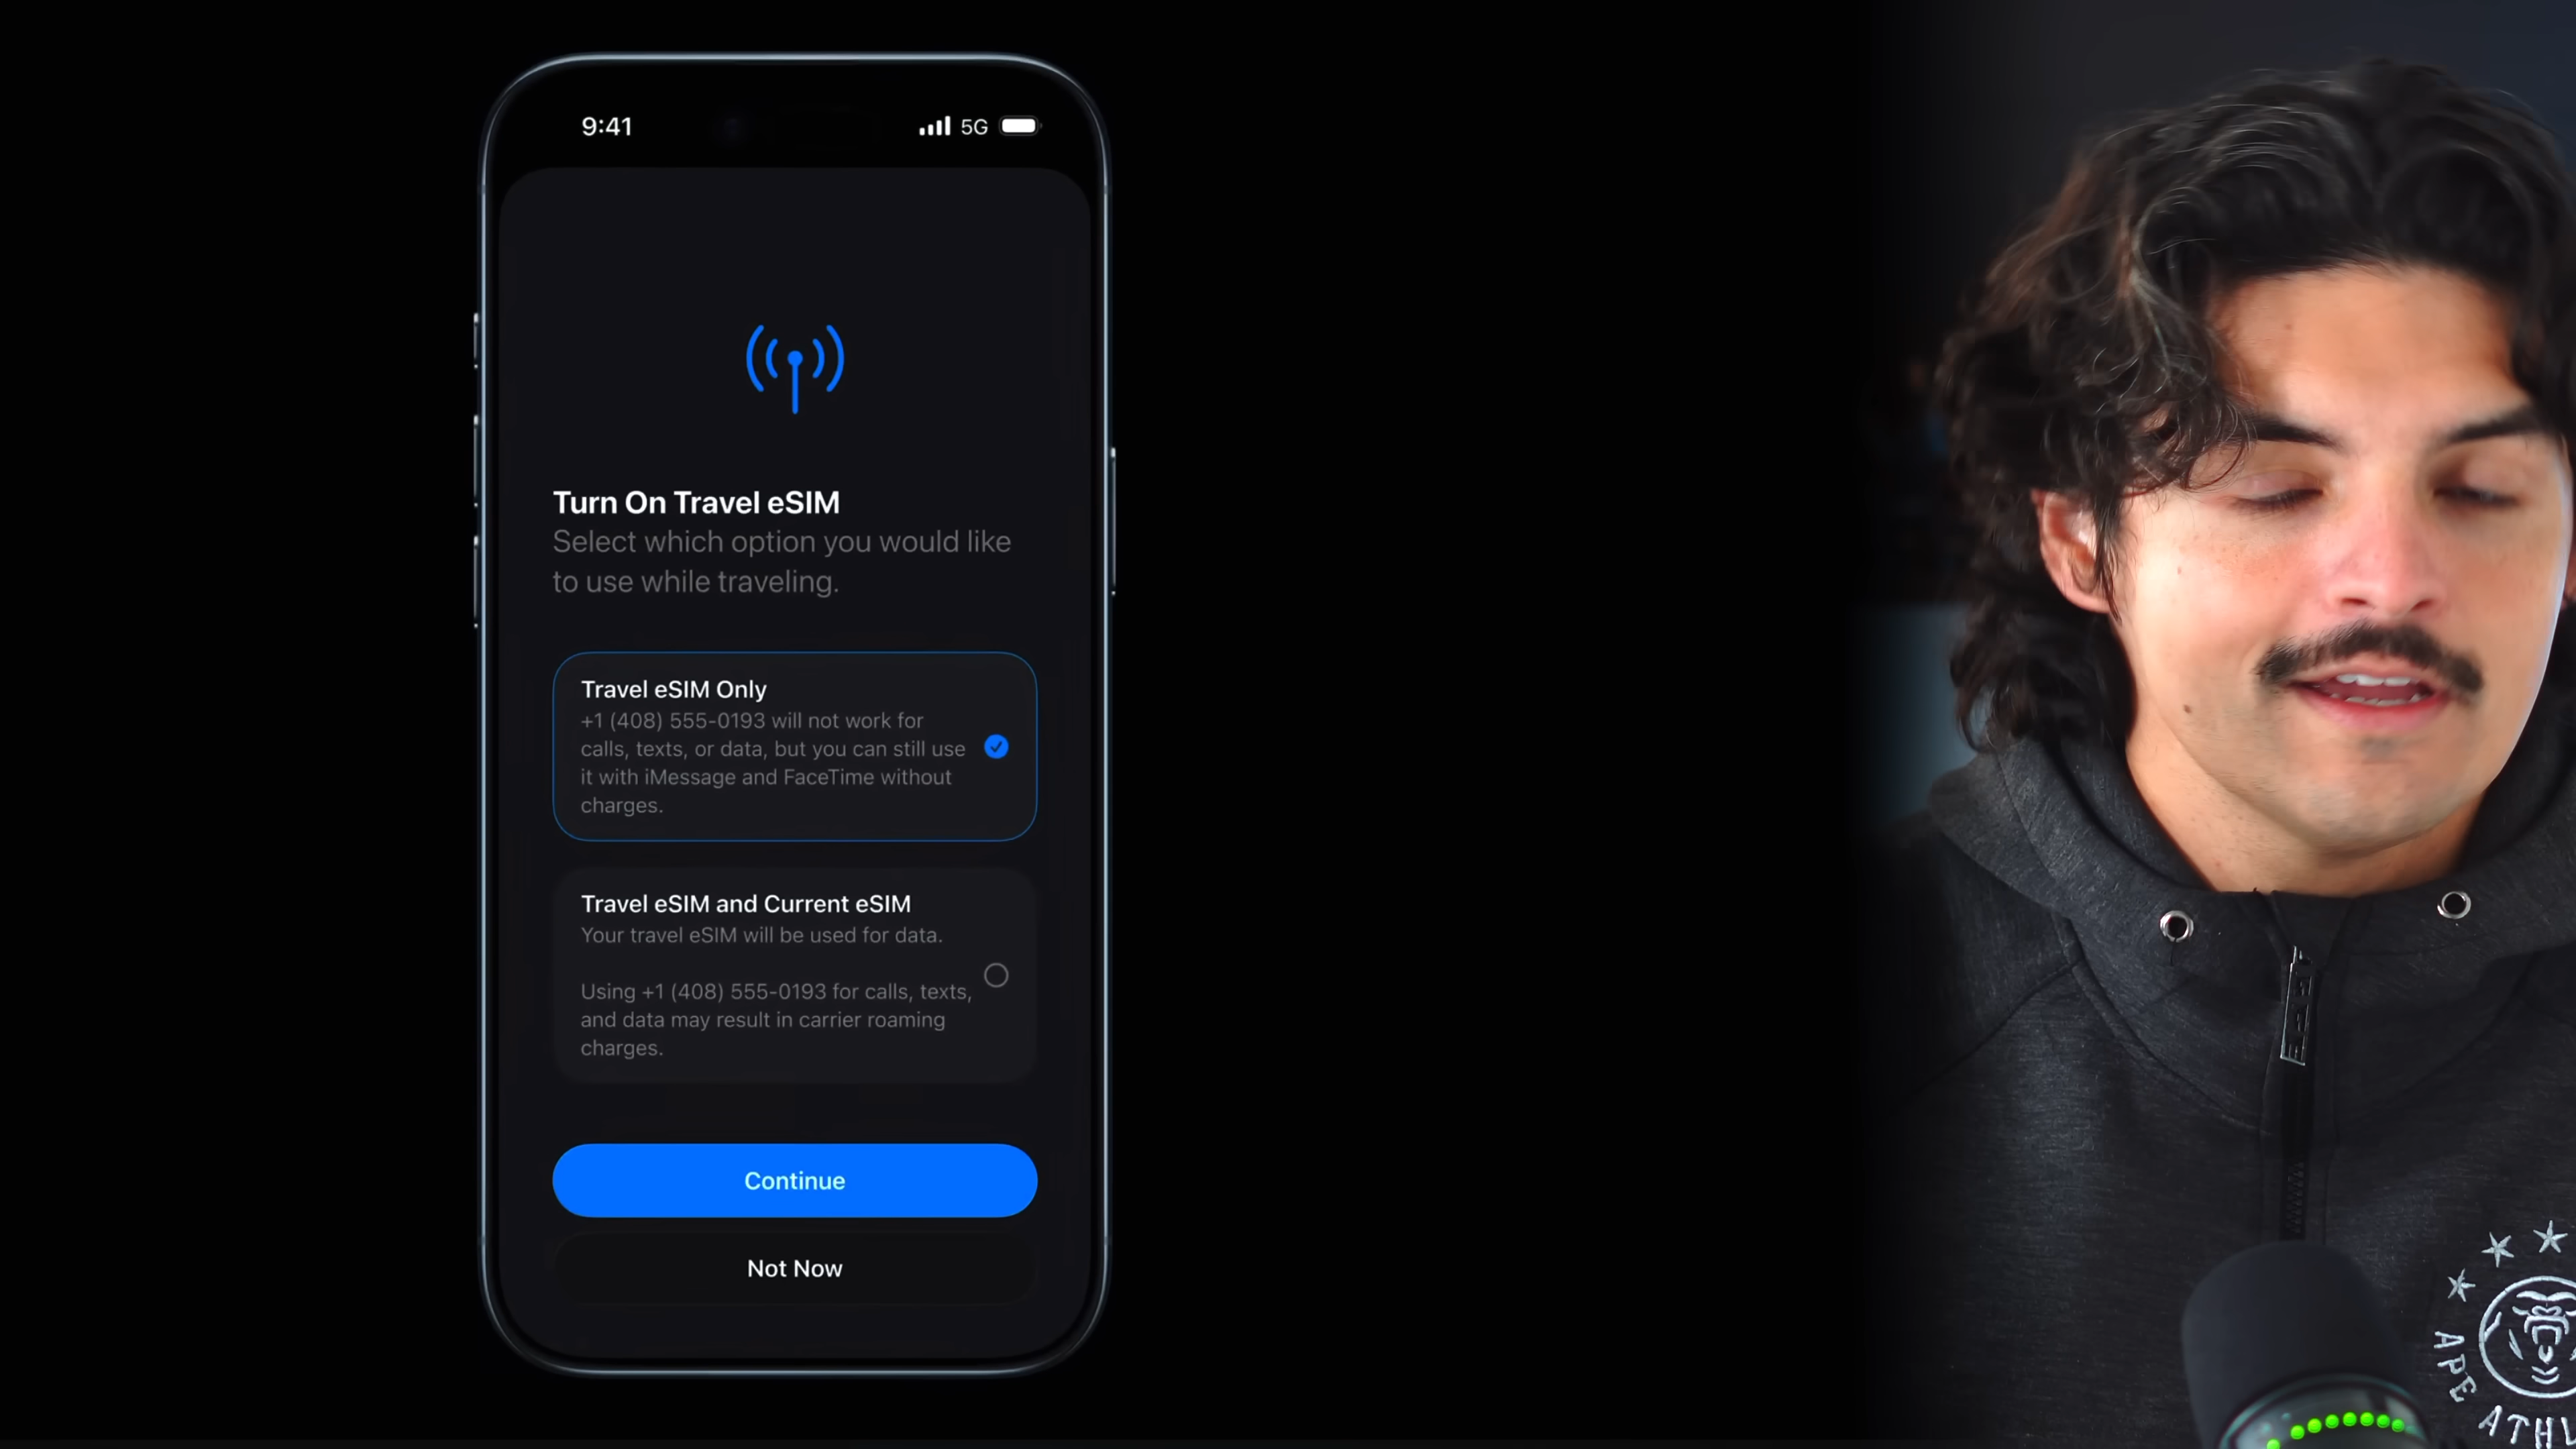 9:41
5G
Turn On Travel eSIM
Select which option you would like
to use while traveling.
Travel eSIM Only
+1 (408) 555-0193 will not work for
calls, texts, or data, but you can still use
it with iMessage and FaceTime without
charges.
Travel eSIM and Current eSIM
Your travel eSIM will be used for data.
Using +1 (408) 555-0193 for calls, texts,
and data may result in carrier roaming
charges.
Continue
Not Now
APE ATHL